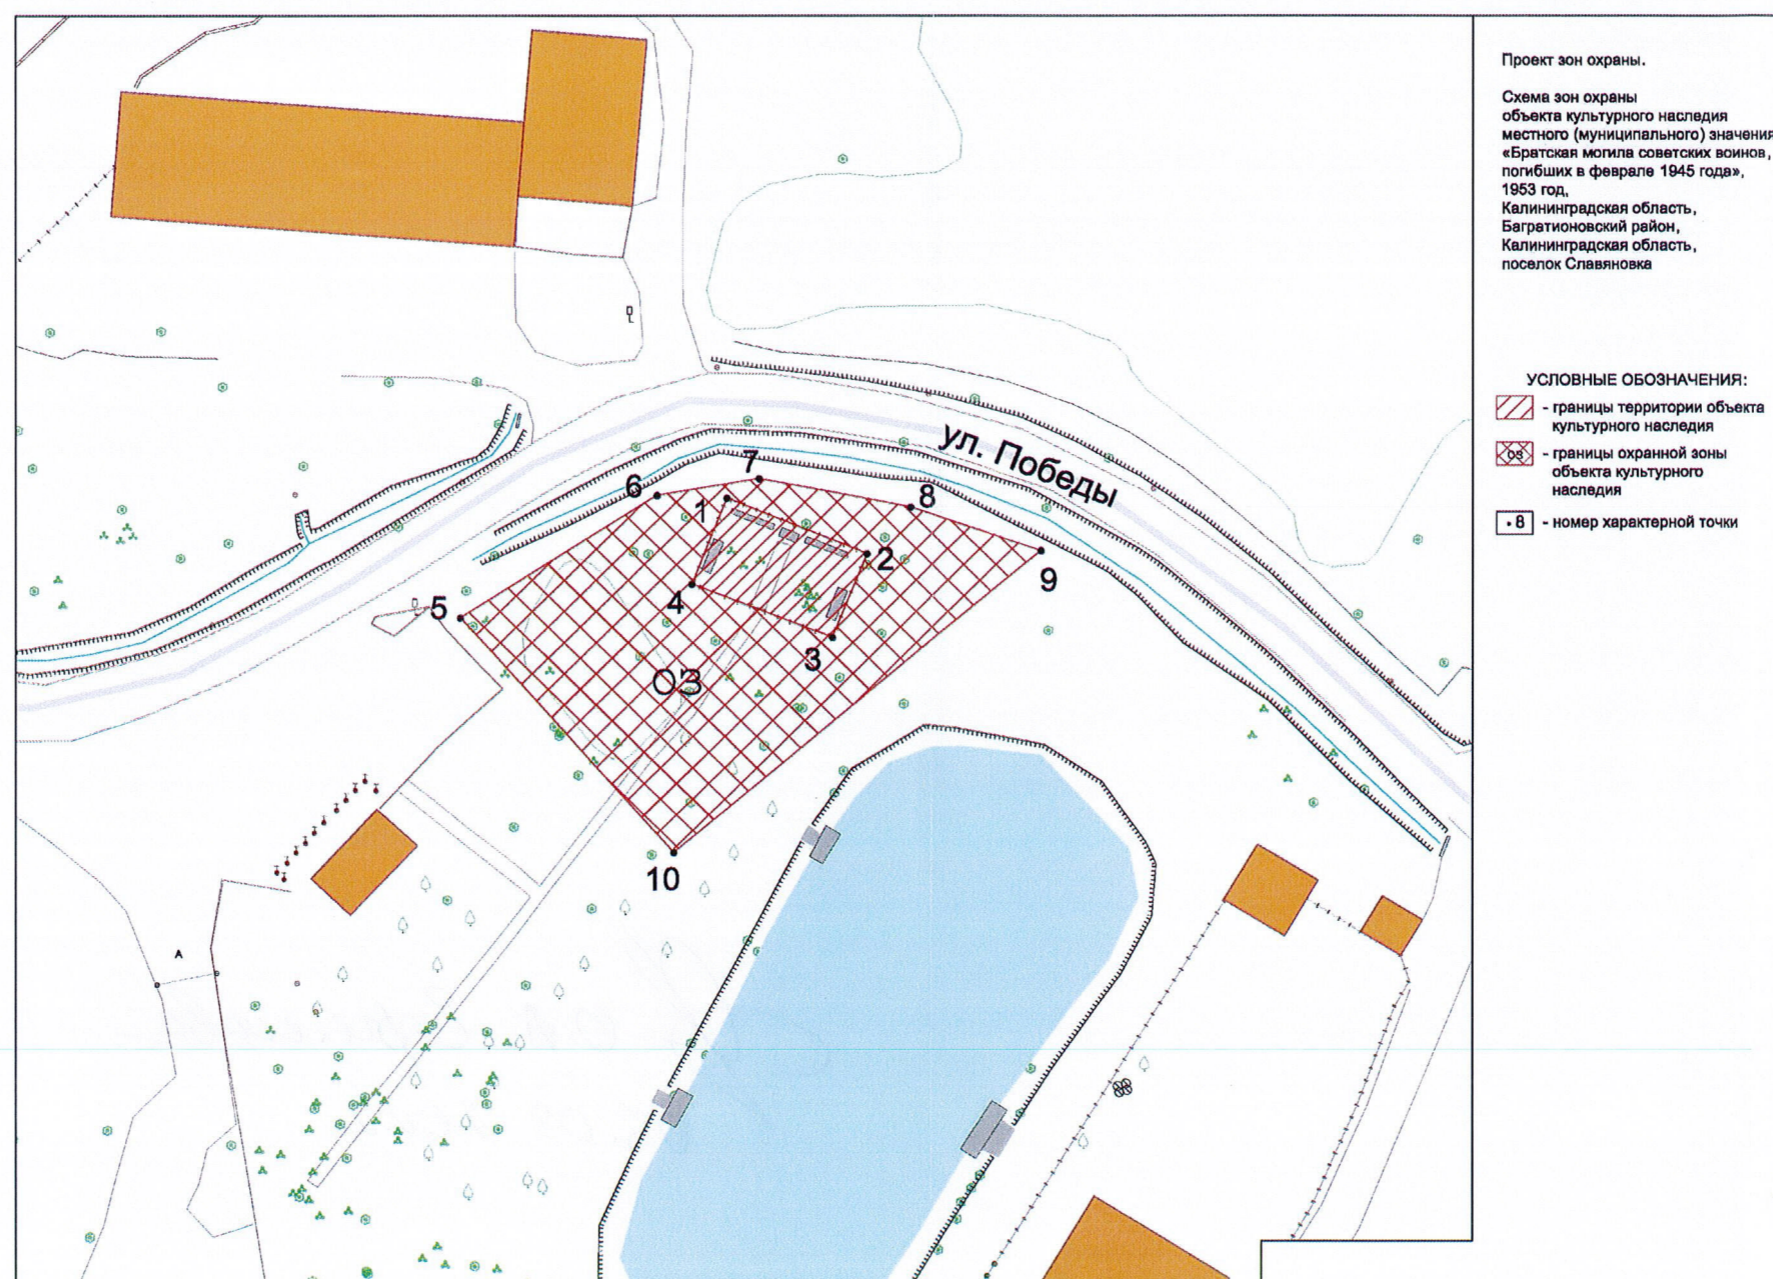 Проект зон охраны.
Схема зон охраны
объекта культурного наследия
местного (муниципального) значения
«Братская могила советских воинов,
погибших в феврале 1945 года»,
1953 год,
Калининградская область,
Багратионовский район,
Калининградская область,
поселок Славяновка
УСЛОВНЫЕ ОБОЗНАЧЕНИЯ:
- границы территории объекта
культурного наследия
ОЗ - границы охранной зоны
объекта культурного
наследия
• 8 - номер характерной точки
ул. Победы
7
6
1
8
2
9
4
5
3
ОЗ
10
А